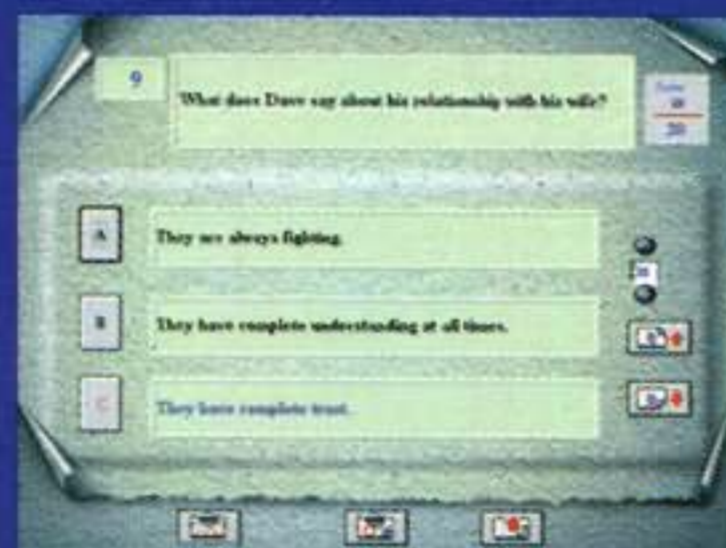 9
What does Dave say about his relationship with his wife?
20
A
They are always fighting.
B
They have complete understanding at all times.
C
They have complete trust.